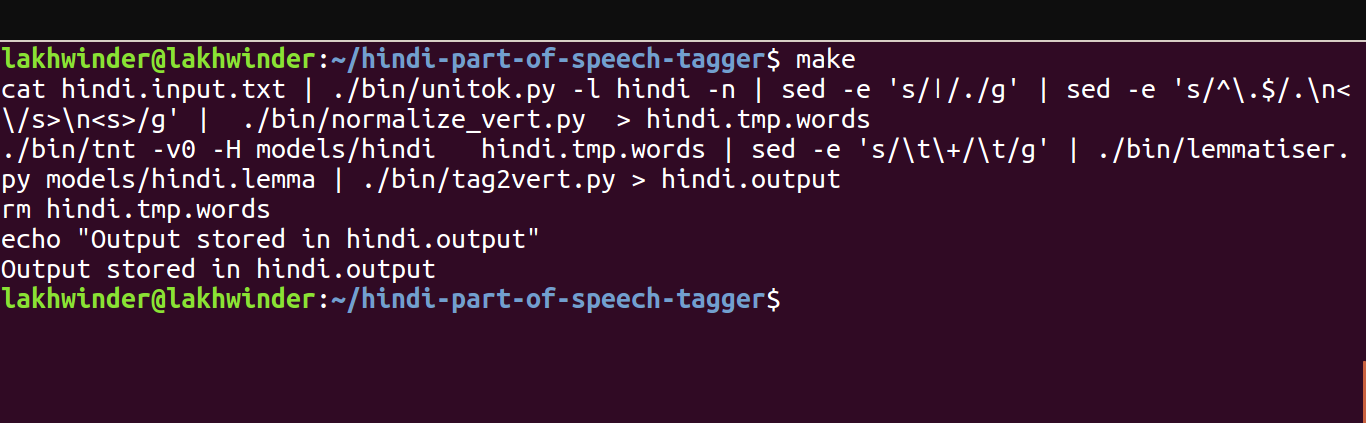 lakhwinder@lakhwinder:~/hindi-part-of-speech-tagger$ make
cat hindi.input.txt | ./bin/unitok.py -l hindi -n | sed -e 's/।/./g' | sed -e 's/^\.$/.\n<
\/s>\n<s>/g' |  ./bin/normalize_vert.py  > hindi.tmp.words
./bin/tnt -v0 -H models/hindi   hindi.tmp.words | sed -e 's/\t\+/\t/g' | ./bin/lemmatiser.
py models/hindi.lemma | ./bin/tag2vert.py > hindi.output
rm hindi.tmp.words
echo "Output stored in hindi.output"
Output stored in hindi.output
lakhwinder@lakhwinder:~/hindi-part-of-speech-tagger$